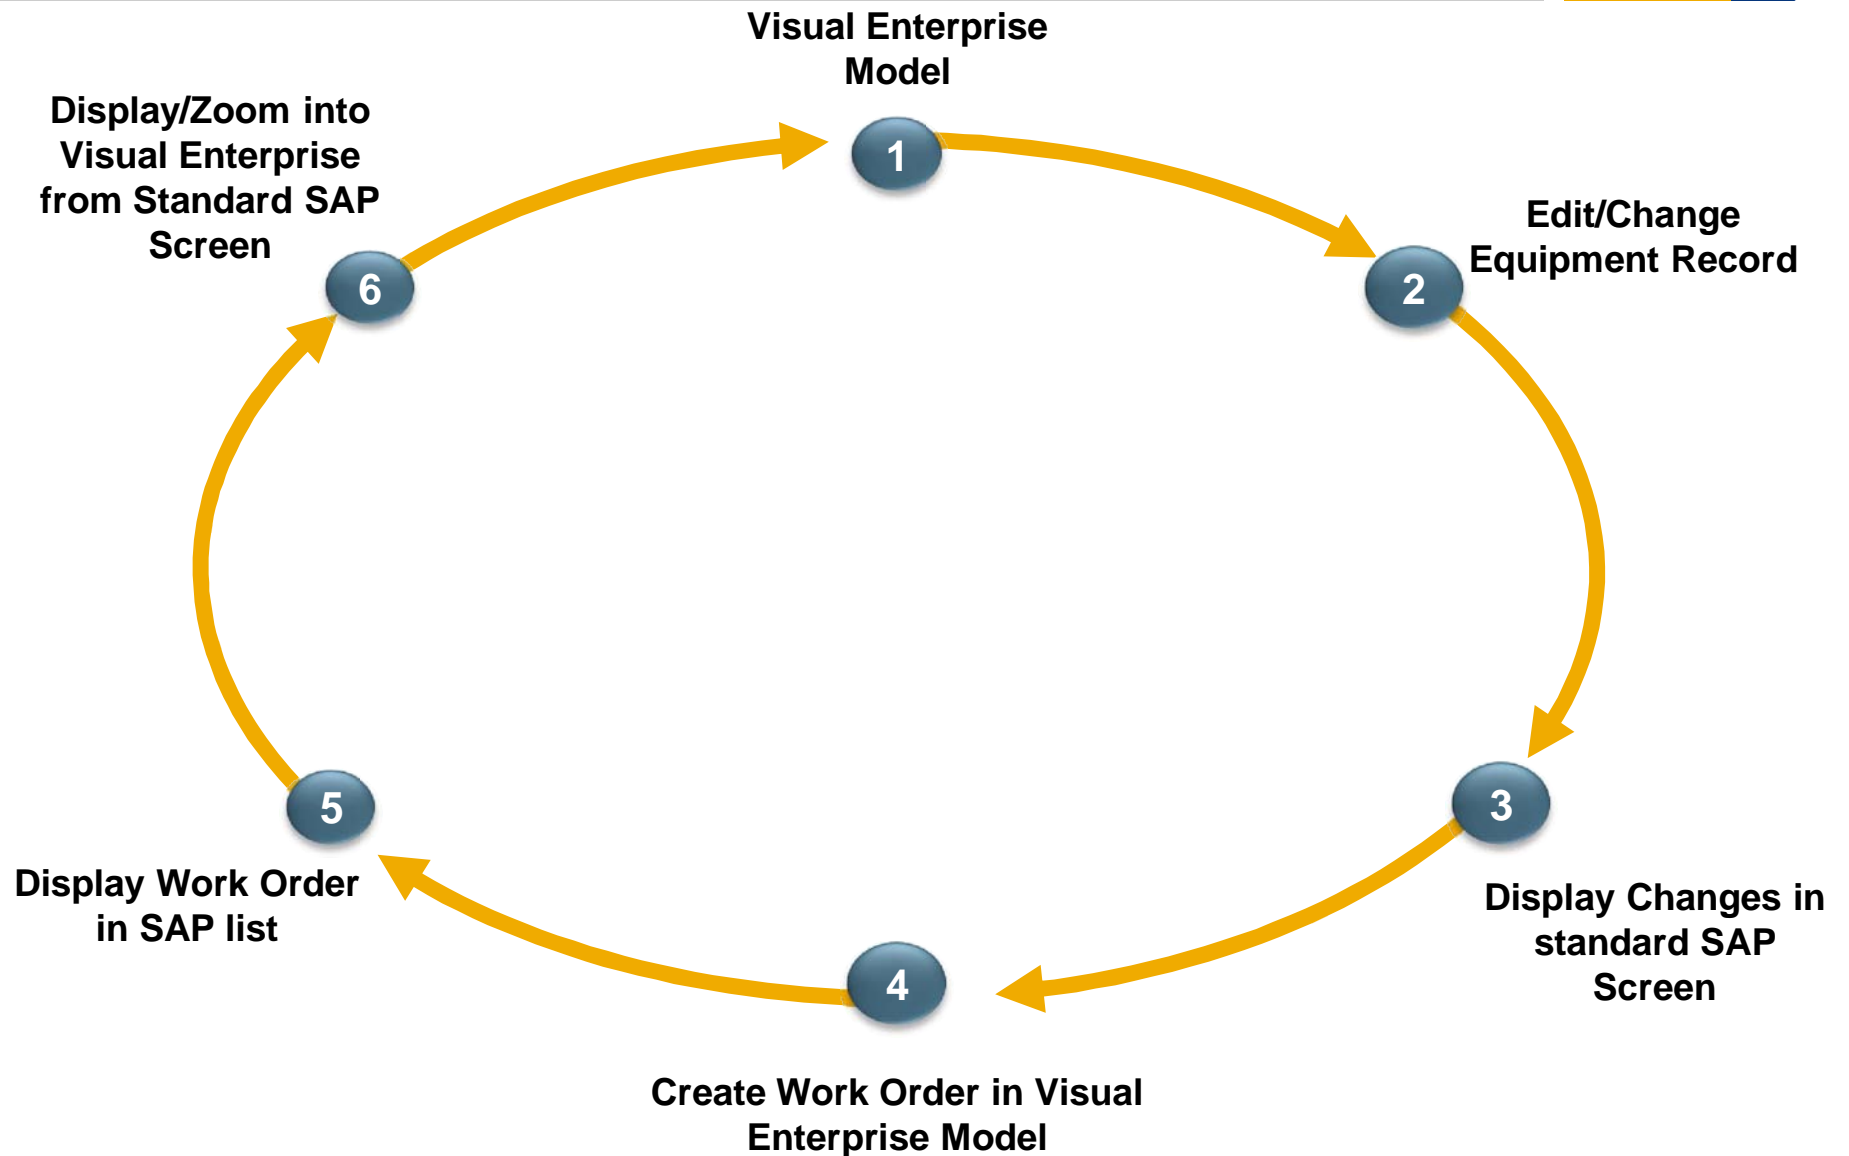 Visual Enterprise
Model
1
Edit/Change
Equipment Record
2
3
Display Changes in
standard SAP
Screen
4
Create Work Order in Visual
Enterprise Model
5
Display Work Order
in SAP list
Display/Zoom into
Visual Enterprise
from Standard SAP
Screen
6